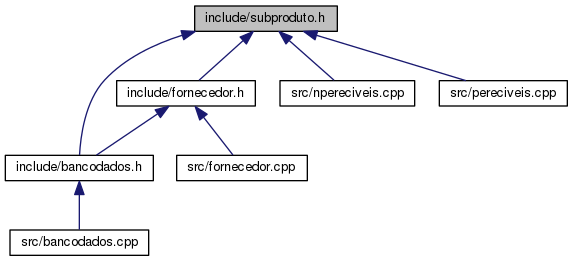 include/subproduto.h
include/fornecedor.h
src/npereciveis.cpp
src/pereciveis.cpp
include/bancodados.h
src/fornecedor.cpp
src/bancodados.cpp